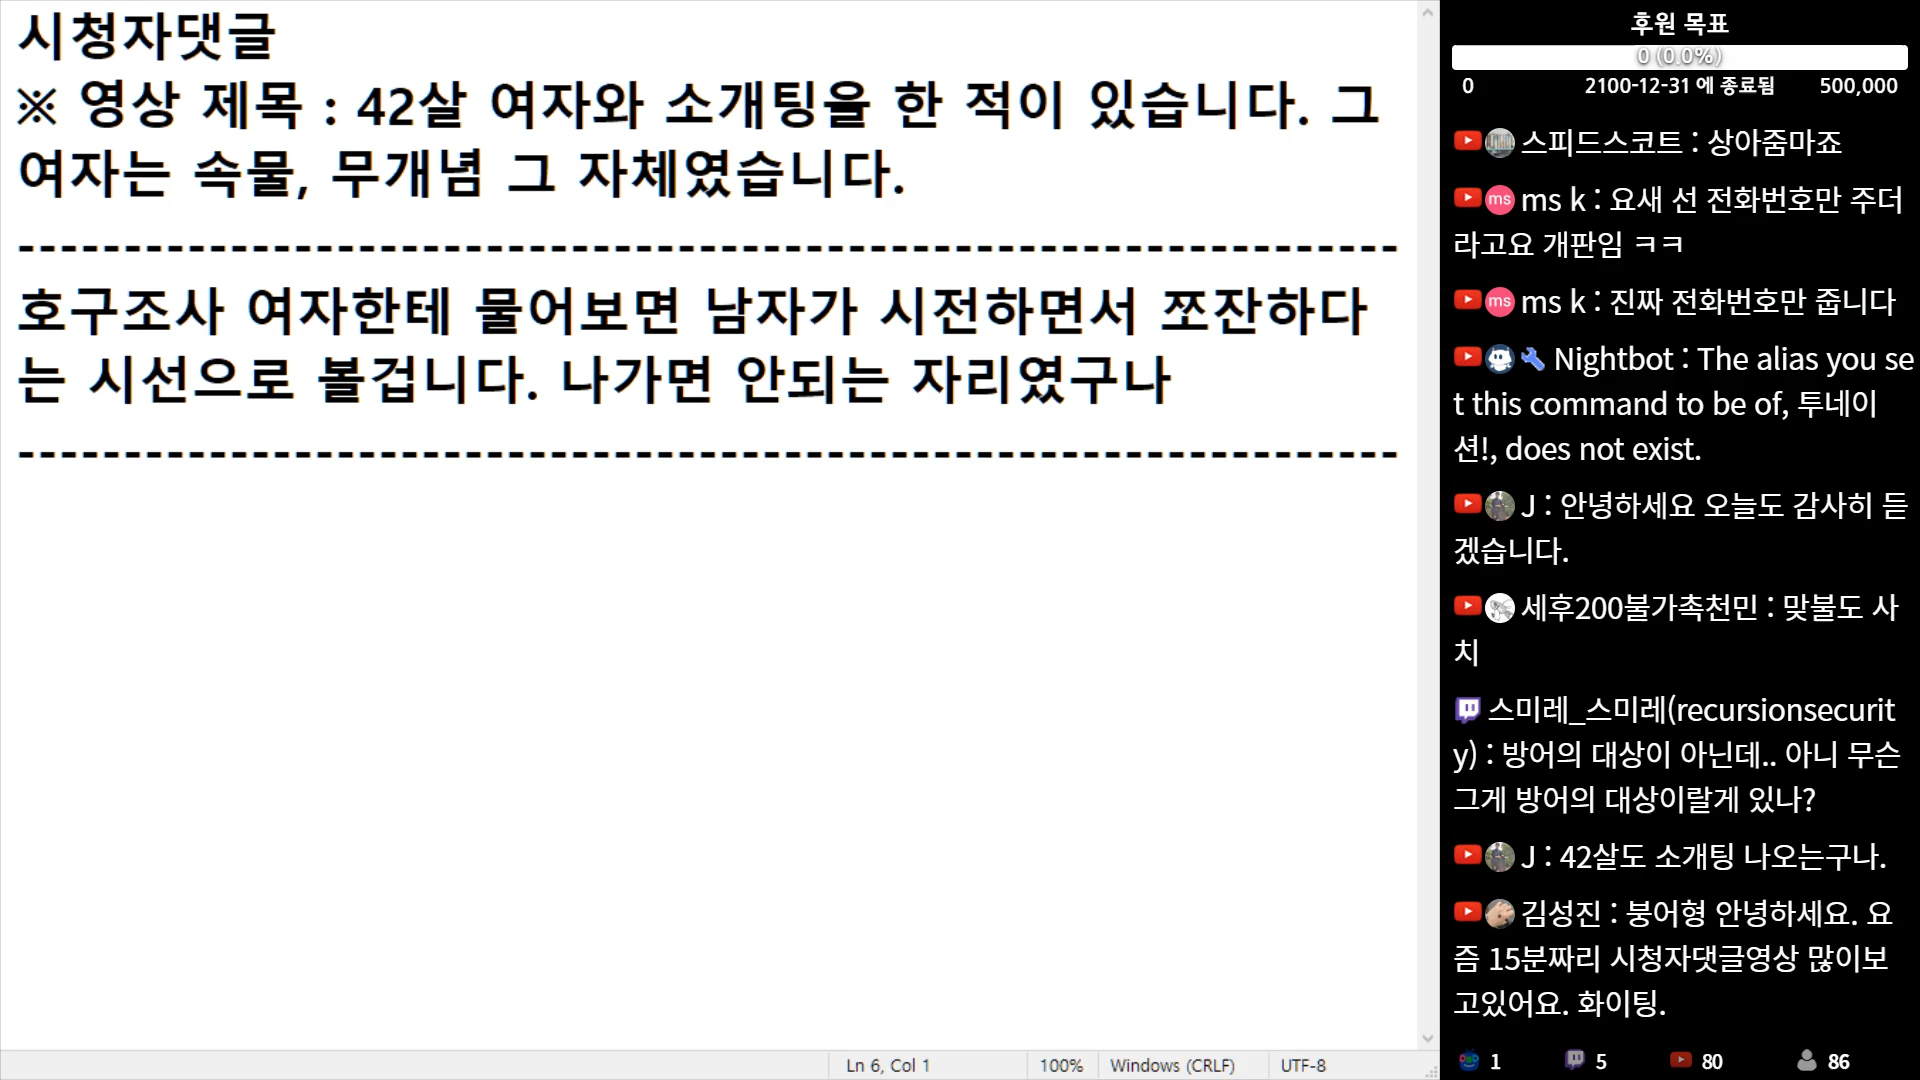 시청자댓글
※ 영상 제목 : 42살 여자와 소개팅을 한 적이 있습니다. 그
여자는 속물, 무개념 그 자체였습니다.
------------------------------------------------------------------
호구조사 여자한테 물어보면 남자가 시전하면서 쪼잔하다
는 시선으로 볼겁니다. 나가면 안되는 자리였구나
------------------------------------------------------------------
Ln 6, Col 1
100%
Windows (CRLF)
UTF-8
후원 목표
0 (0.0%)
0 2100-12-31 에 종료됨 500,000
스피드스코트 : 상아줌마죠
ms ms k : 요새 선 전화번호만 주더
라고요 개판임 ㅋㅋ
ms ms k : 진짜 전화번호만 줍니다
Nightbot : The alias you se
t this command to be of, 투네이
션!, does not exist.
J : 안녕하세요 오늘도 감사히 듣
겠습니다.
세후200불가촉천민 : 맞불도 사
치
스미레_스미레(recursionsecurit
y) : 방어의 대상이 아닌데.. 아니 무슨
그게 방어의 대상이랄게 있나?
J : 42살도 소개팅 나오는구나.
김성진 : 붕어형 안녕하세요. 요
즘 15분짜리 시청자댓글영상 많이보
고있어요. 화이팅.
1 5 80 86